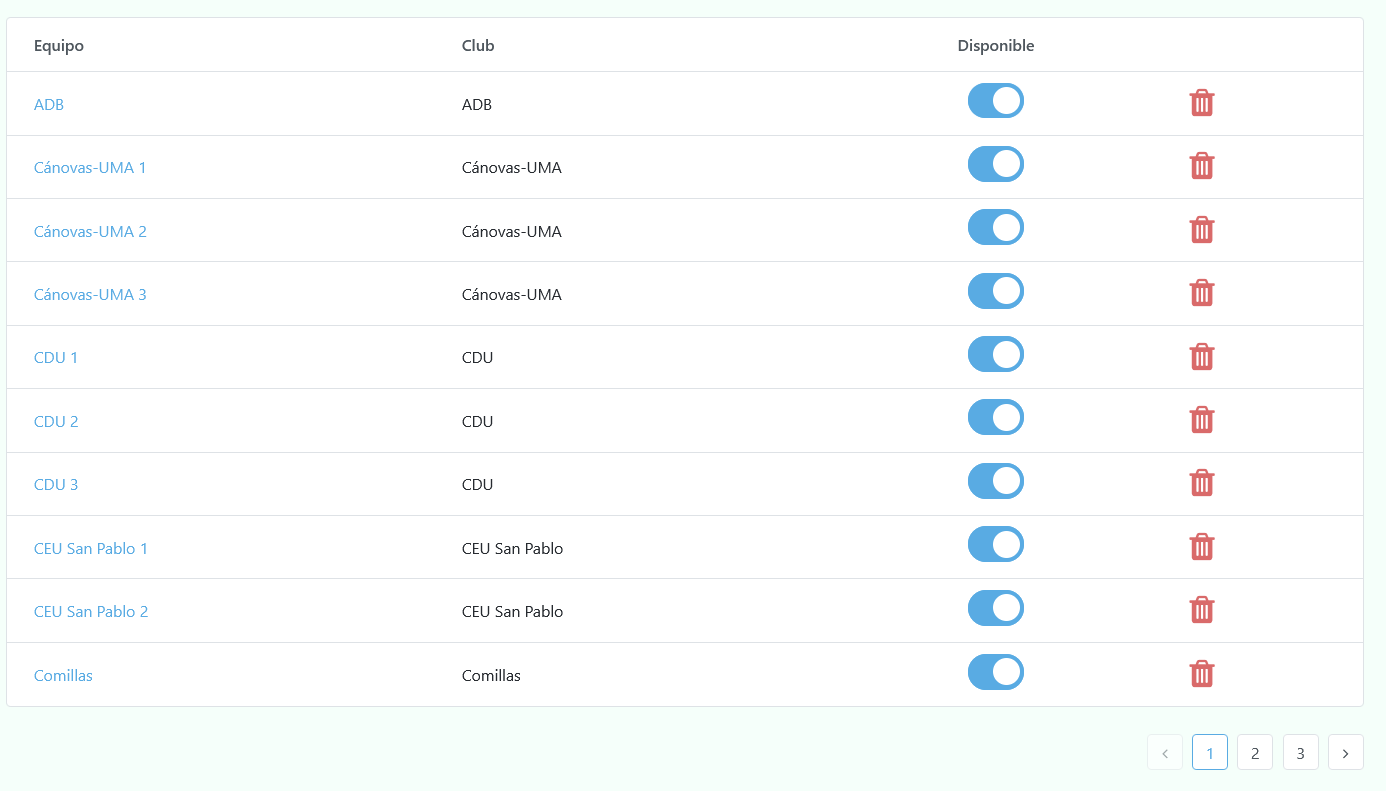 Equipo Club Disponible
ADB ADB
Cánovas-UMA 1 Cánovas-UMA
Cánovas-UMA 2 Cánovas-UMA
Cánovas-UMA 3 Cánovas-UMA
CDU 1 CDU
CDU 2 CDU
CDU 3 CDU
CEU San Pablo 1 CEU San Pablo
CEU San Pablo 2 CEU San Pablo
Comillas Comillas
‹ 1 2 3 ›